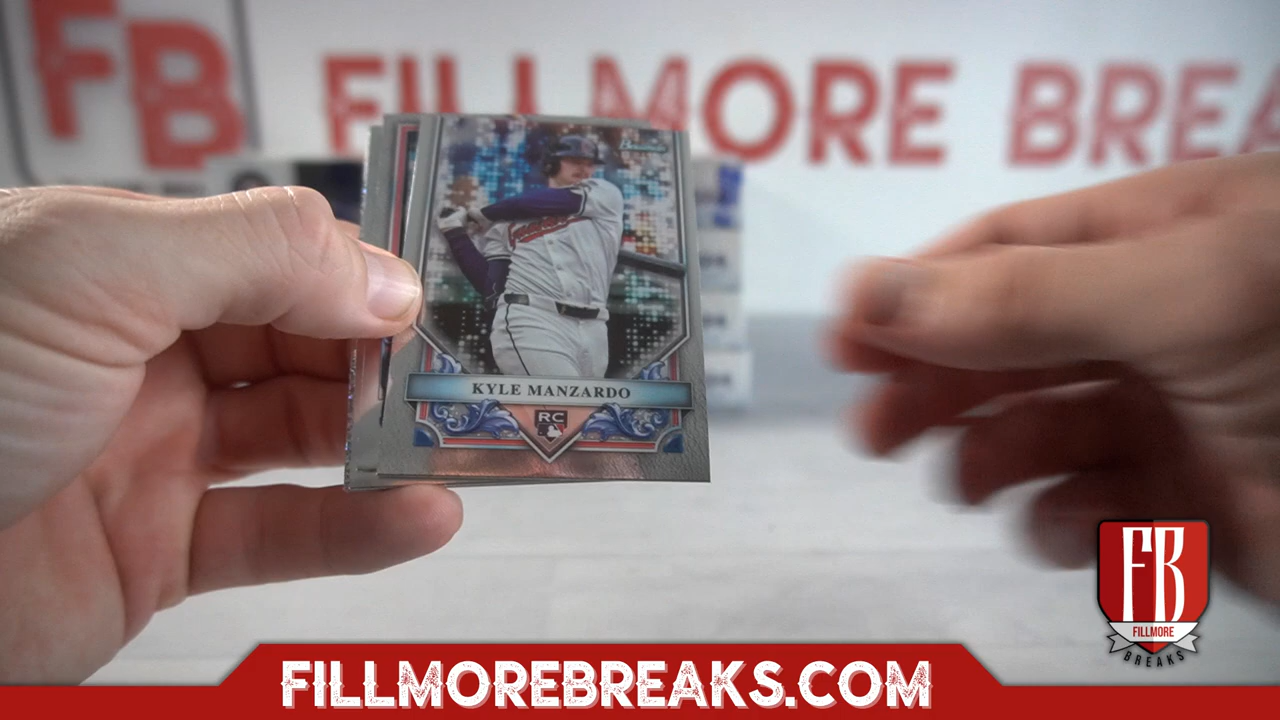 FB
FILLMORE BREA
KYLE MANZARDO
RC
FB
FILLMORE
BREAKS
FILLMOREBREAKS.COM